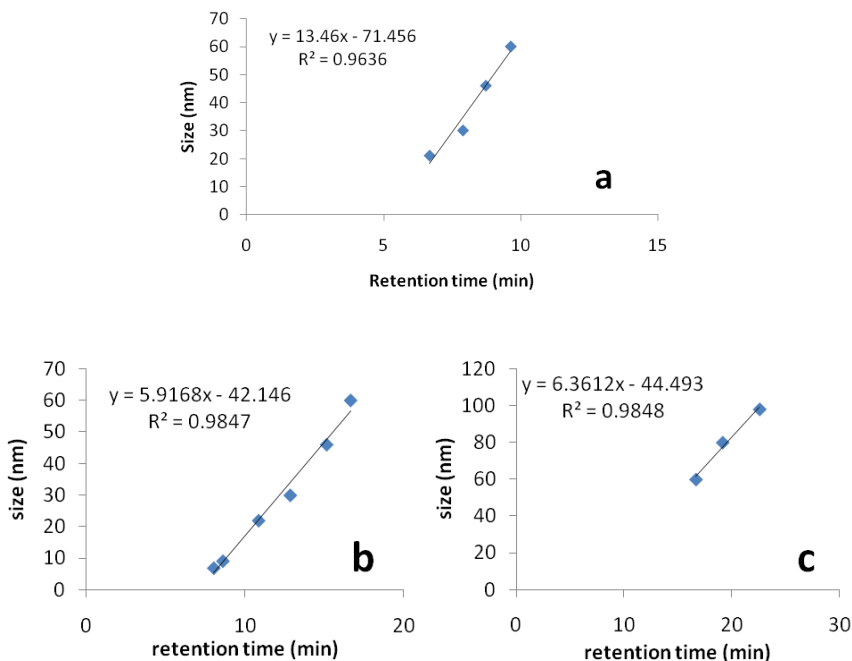 y = 13.46x - 71.456
R² = 0.9636
70
60
50
40
30
20
10
0
Size (nm)
0 5 10 15
Retention time (min)
a
y = 5.9168x - 42.146
R² = 0.9847
70
60
50
40
30
20
10
0
size (nm)
0 10 20
retention time (min)
b
y = 6.3612x - 44.493
R² = 0.9848
120
100
80
60
40
20
0
size (nm)
0 10 20 30
retention time (min)
c